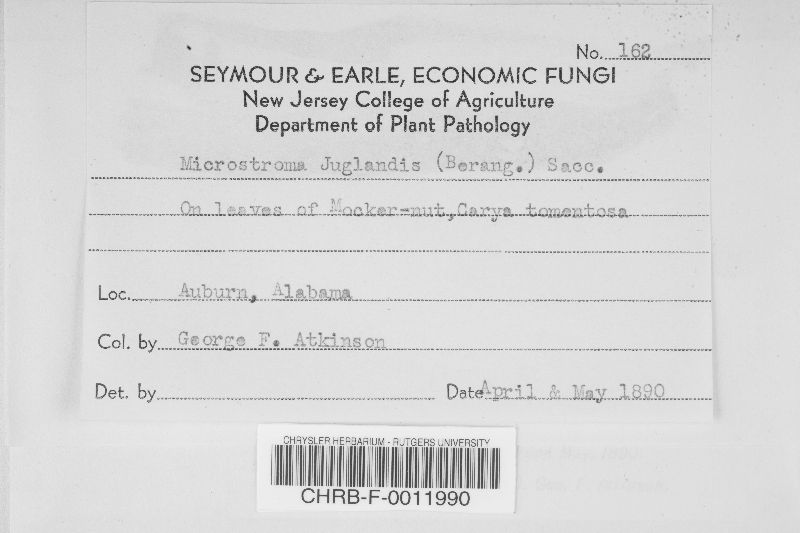 No. 162
SEYMOUR & EARLE, ECONOMIC FUNGI
New Jersey College of Agriculture
Department of Plant Pathology
Microstroma Juglandis (Berang.) Sacc.
On leaves of Mocker-nut, Carya tomentosa
Loc. Auburn, Alabama
Col. by George F. Atkinson
Det. by
Date April & May 1890
CHRYSLER HERBARIUM - RUTGERS UNIVERSITY
CHRB-F-0011990